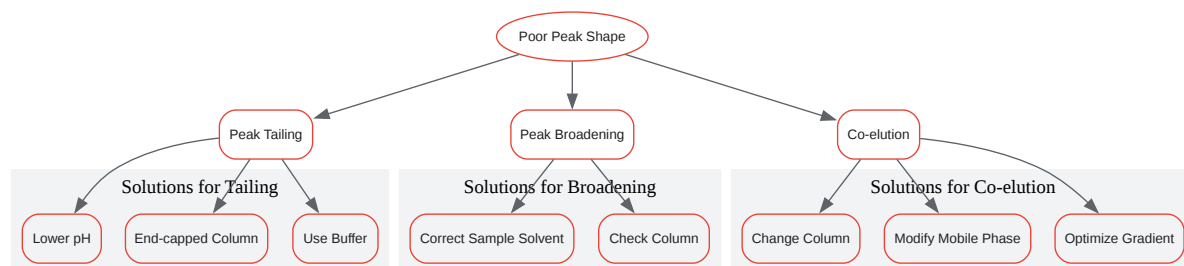 Poor Peak Shape
Peak Tailing
Peak Broadening
Co-elution
Solutions for Tailing
Solutions for Broadening
Solutions for Co-elution
Lower pH
End-capped Column
Use Buffer
Correct Sample Solvent
Check Column
Change Column
Modify Mobile Phase
Optimize Gradient